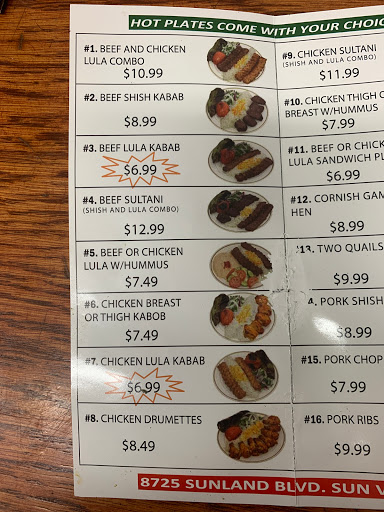 HOT PLATES COME WITH YOUR
#1. BEEF AND CHICKEN
LULA COMBO
$10.99
#2. BEEF SHISH KABAB
$8.99
#3. BEEF LULA KABAB
$6.99
#4. BEEF SULTANI
(SHISH AND LULA COMBO)
$12.99
#5. BEEF OR CHICKEN
LULA W/HUMMUS
$7.49
#6. CHICKEN BREAST
OR THIGH KABOB
$7.49
#7. CHICKEN LULA KABAB
$6.99
#8. CHICKEN DRUMETTES
$8.49
#9. CHICKEN SULTANI
(SHISH AND LULA COMBO)
$11.99
#10. CHICKEN THIGH
BREAST W/HUMMUS
$7.99
#11. BEEF OR
LULA SANDWICH
$6.99
#12. CORNISH
HEN
$8.99
TWO QUAILS
$9.99
PORK SHISH
$8.99
#15. PORK CHOP
$7.99
#16. PORK RIBS
$9.99
8725 SUNLAND BLVD. SUN